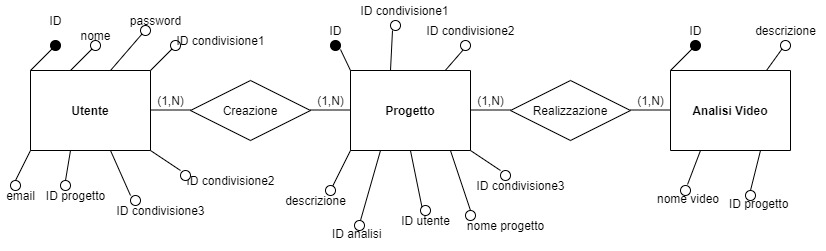 ID
nome
password
ID condivisione1
Utente
(1,N)
Creazione
(1,N)
email
ID progetto
ID condivisione3
ID condivisione2
ID
ID condivisione1
ID condivisione2
Progetto
(1,N)
Realizzazione
(1,N)
descrizione
ID analisi
ID utente
nome progetto
ID condivisione3
ID
descrizione
Analisi Video
nome video
ID progetto